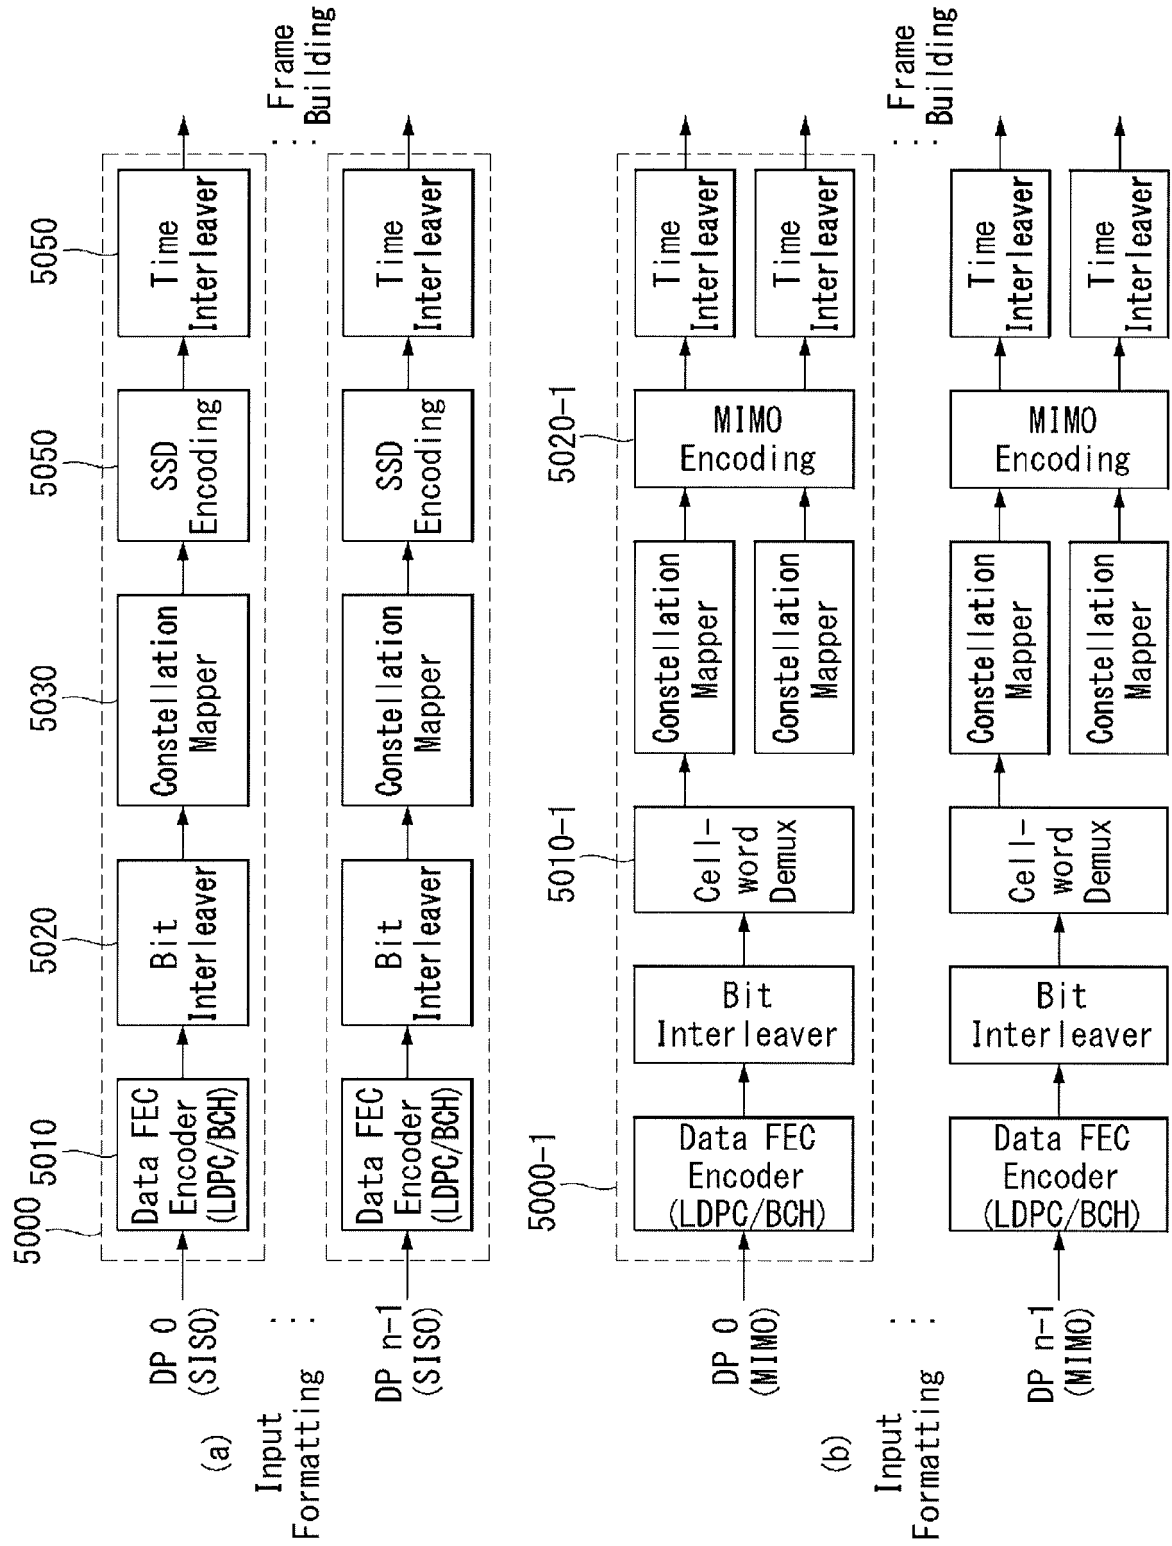 (a)
Input
Formatting
DP 0
(SISO)
5000
5010
Data FEC
Encoder
(LDPC/BCH)
5020
Bit
Interleaver
5030
Constellation
Mapper
5050
SSD
Encoding
5050
Time
Interleaver
Frame
Building
...
...
DP n-1
(SISO)
Data FEC
Encoder
(LDPC/BCH)
Bit
Interleaver
Constellation
Mapper
SSD
Encoding
Time
Interleaver
(b)
Input
Formatting
DP 0
(MIMO)
5000-1
Data FEC
Encoder
(LDPC/BCH)
Bit
Interleaver
5010-1
Cell-
word
Demux
Constellation
Mapper
Constellation
Mapper
5020-1
MIMO
Encoding
Time
Interleaver
Time
Interleaver
Frame
Building
...
...
DP n-1
(MIMO)
Data FEC
Encoder
(LDPC/BCH)
Bit
Interleaver
Cell-
word
Demux
Constellation
Mapper
Constellation
Mapper
MIMO
Encoding
Time
Interleaver
Time
Interleaver